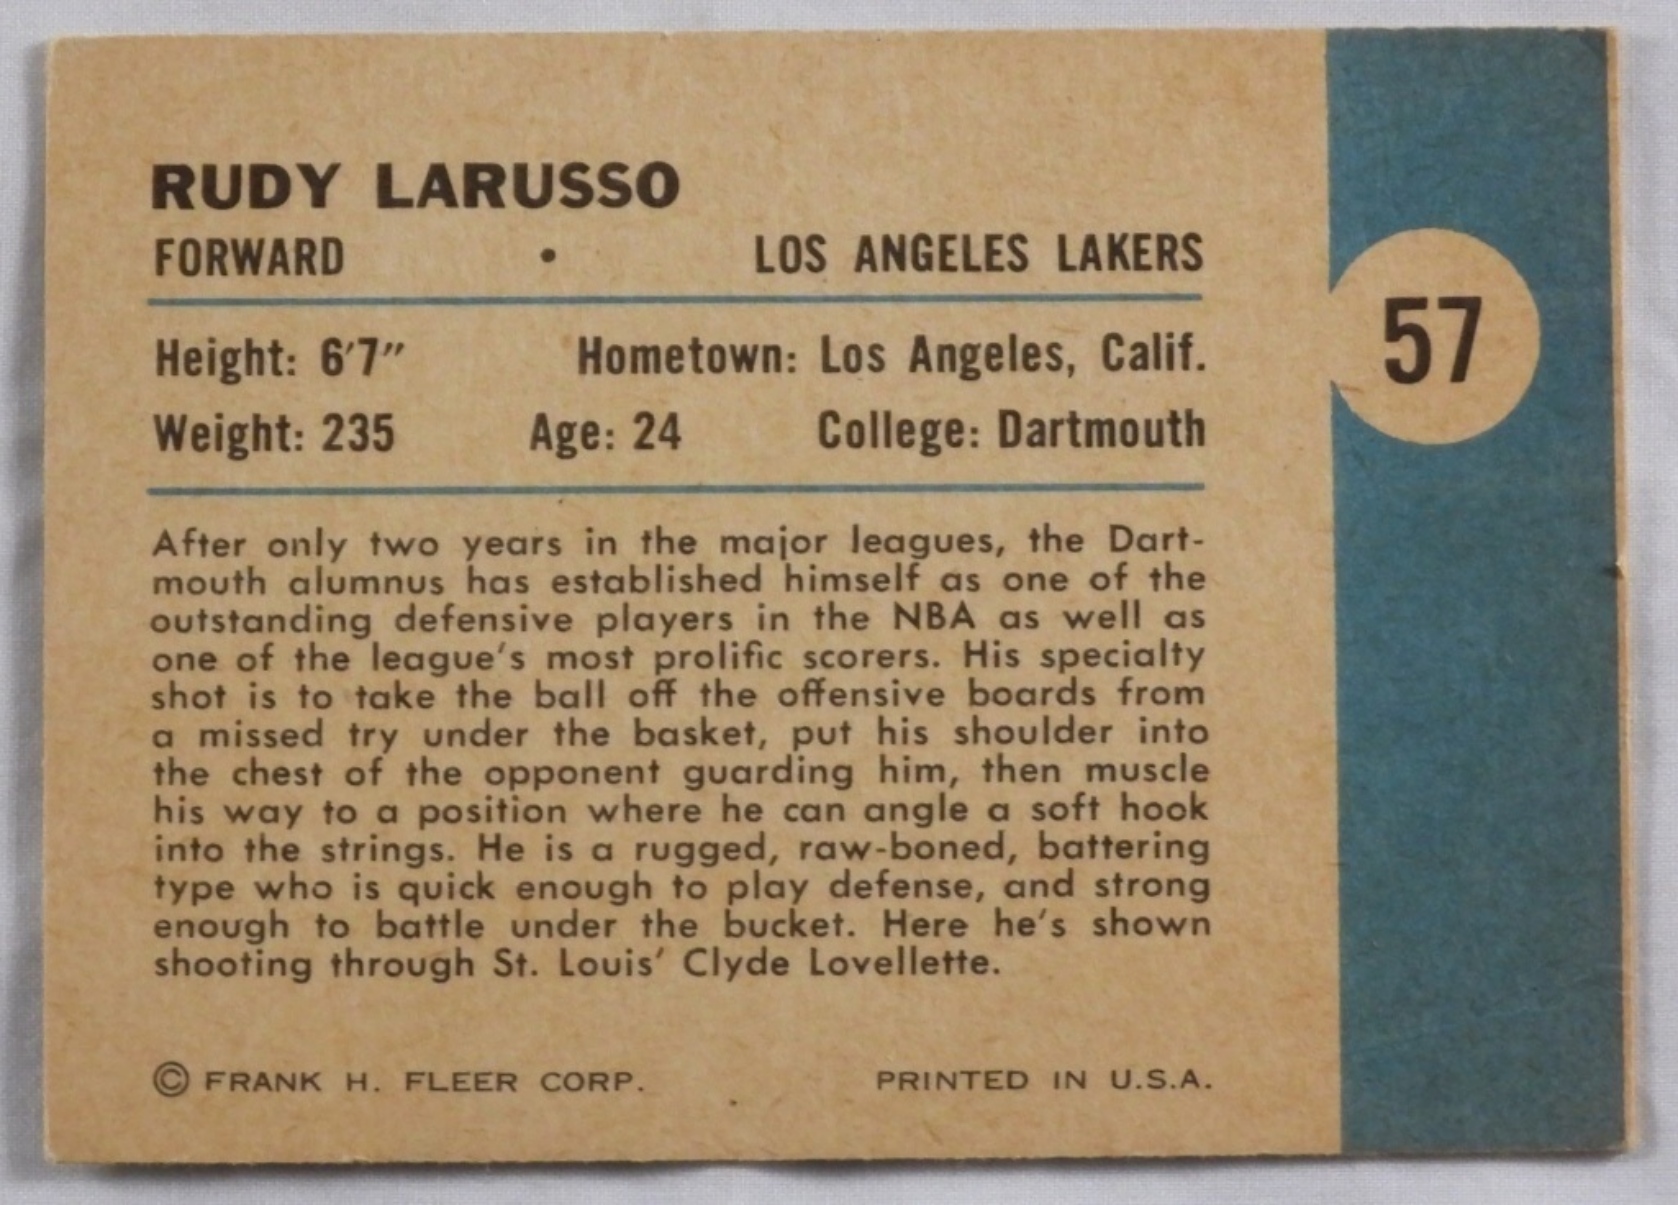 RUDY LARUSSO
FORWARD • LOS ANGELES LAKERS
57
Height: 6′7″ Hometown: Los Angeles, Calif.
Weight: 235 Age: 24 College: Dartmouth
After only two years in the major leagues, the Dart-
mouth alumnus has established himself as one of the
outstanding defensive players in the NBA as well as
one of the league's most prolific scorers. His specialty
shot is to take the ball off the offensive boards from
a missed try under the basket, put his shoulder into
the chest of the opponent guarding him, then muscle
his way to a position where he can angle a soft hook
into the strings. He is a rugged, raw-boned, battering
type who is quick enough to play defense, and strong
enough to battle under the bucket. Here he's shown
shooting through St. Louis' Clyde Lovellette.
© FRANK H. FLEER CORP. PRINTED IN U.S.A.